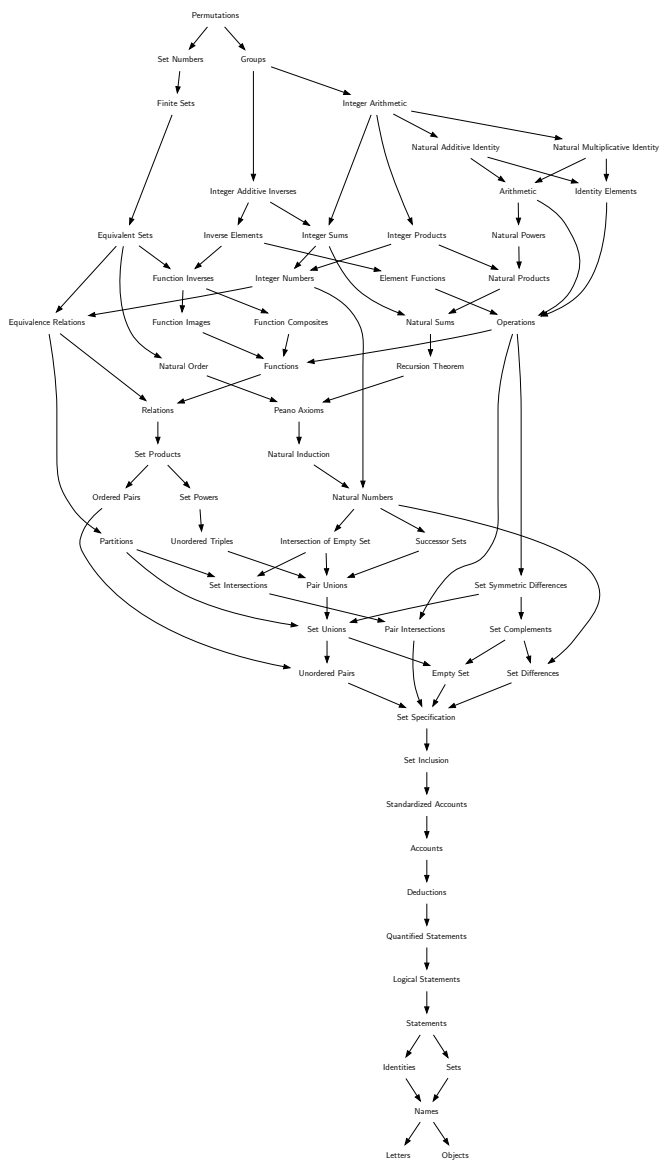 Permutations
Set Numbers Groups
Finite Sets Integer Arithmetic
Natural Additive Identity Natural Multiplicative Identity
Integer Additive Inverses Arithmetic Identity Elements
Equivalent Sets Inverse Elements Integer Sums Integer Products Natural Powers
Function Inverses Integer Numbers Element Functions Natural Products
Equivalence Relations Function Images Function Composites Natural Sums Operations
Natural Order Functions Recursion Theorem
Relations Peano Axioms
Set Products Natural Induction
Ordered Pairs Set Powers Natural Numbers
Partitions Unordered Triples Intersection of Empty Set Successor Sets
Set Intersections Pair Unions Set Symmetric Differences
Set Unions Pair Intersections Set Complements
Unordered Pairs Empty Set Set Differences
Set Specification
Set Inclusion
Standardized Accounts
Accounts
Deductions
Quantified Statements
Logical Statements
Statements
Identities Sets
Names
Letters Objects